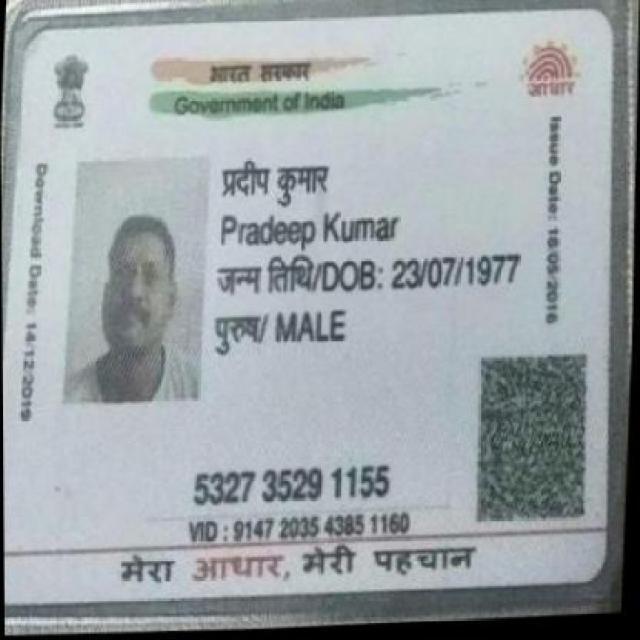 भारत सरकार
Government of India
आधार
Issue Date: 16/05/2016
Download Date: 14/12/2019
प्रदीप कुमार
Pradeep Kumar
जन्म तिथि/DOB: 23/07/1977
पुरुष/ MALE
5327 3529 1155
VID : 9147 2035 4385 1160
मेरा आधार, मेरी पहचान